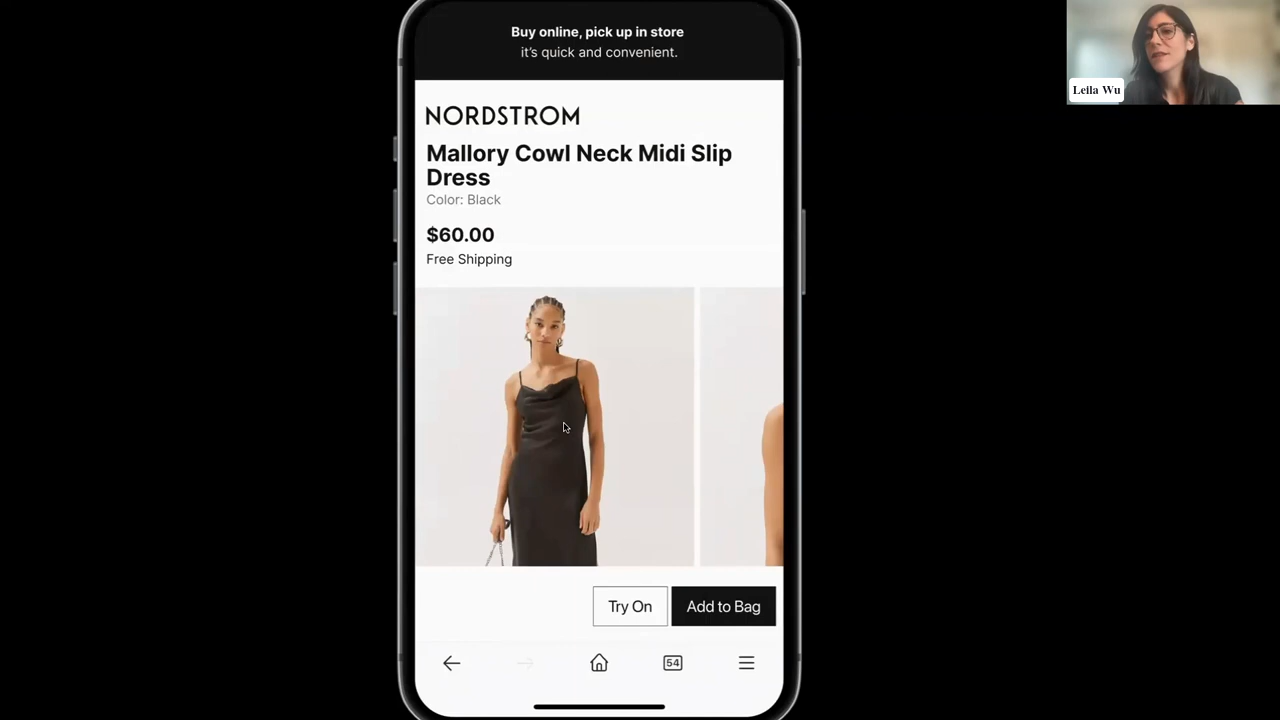 Buy online, pick up in store
it's quick and convenient.
Leila Wu
NORDSTROM
Mallory Cowl Neck Midi Slip
Dress
Color: Black
$60.00
Free Shipping
Try On
Add to Bag
54